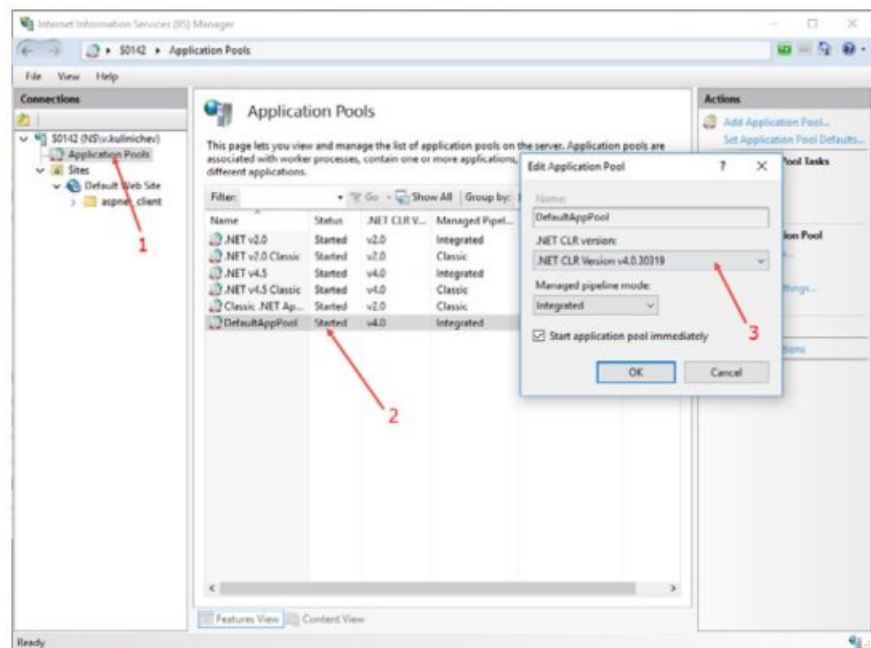 Internet Information Services (IIS) Manager
S0142 Application Pools
File View Help
Connections
S0142 (NS\v.kulinichev)
Application Pools
Sites
Default Web Site
aspnet_client
1
Application Pools
This page lets you view and manage the list of application pools on the server. Application pools are
associated with worker processes, contain one or more applications,
different applications.
Filter: Go Show All Group by:
Name Status .NET CLR V... Managed Pipel...
.NET v2.0 Started v2.0 Integrated
.NET v2.0 Classic Started v2.0 Classic
.NET v4.5 Started v4.0 Integrated
.NET v4.5 Classic Started v4.0 Classic
Classic .NET Ap... Started v2.0 Classic
DefaultAppPool Started v4.0 Integrated
2
Features View Content View
Edit Application Pool ? X
Name:
DefaultAppPool
.NET CLR version:
.NET CLR Version v4.0.30319
Managed pipeline mode:
Integrated
3
Start application pool immediately
OK Cancel
Actions
Add Application Pool...
Set Application Pool Defaults...
Pool Tasks
Pool
Ready